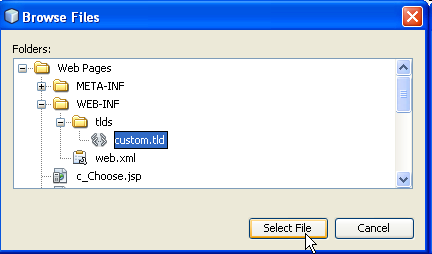 Browse Files
Folders:
Web Pages
META-INF
WEB-INF
tlds
custom.tld
web.xml
c_Choose.jsp
Select File Cancel